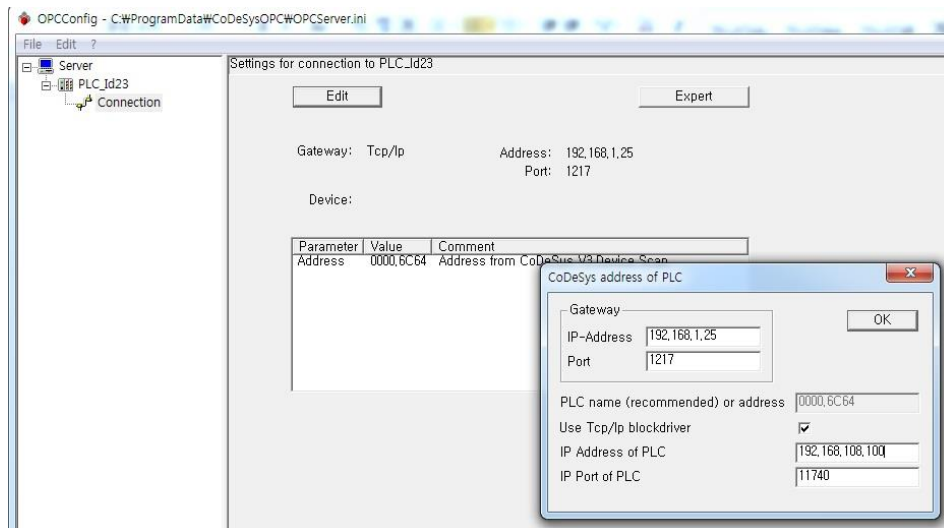 OPCConfig - C:₩ProgramData₩CoDeSysOPC₩OPCServer.ini
File Edit ?
Server
PLC_Id23
Connection
Settings for connection to PLC_Id23
Edit
Expert
Gateway: Tcp/Ip
Address: 192,168,1,25
Port: 1217
Device:
Parameter Value Comment
Address 0000,6C64 Address from CoDeSys V3 Device Scan
CoDeSys address of PLC
Gateway
OK
IP-Address 192,168,1,25
Port 1217
PLC name (recommended) or address 0000,6C64
Use Tcp/Ip blockdriver
IP Address of PLC 192,168,108,100
IP Port of PLC 11740